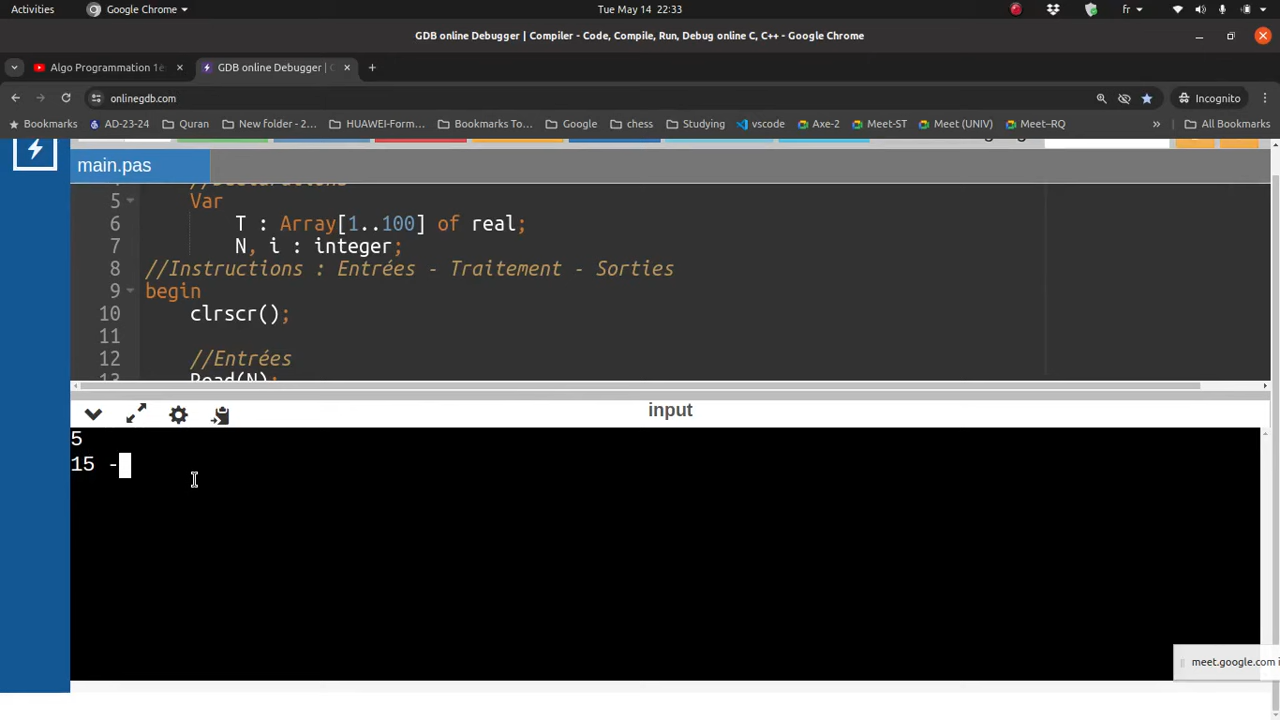 Activities
Google Chrome
Tue May 14 22:33
fr
GDB online Debugger | Compiler - Code, Compile, Run, Debug online C, C++ - Google Chrome
Algo Programmation 1è
GDB online Debugger |
onlinegdb.com
Incognito
Bookmarks
AD-23-24
Quran
New folder - 2...
HUAWEI-Form...
Bookmarks To...
Google
chess
Studying
vscode
Axe-2
Meet-ST
Meet (UNIV)
Meet–RQ
»
All Bookmarks
main.pas
5 Var
6 T : Array[1..100] of real;
7 N, i : integer;
8 //Instructions : Entrées - Traitement - Sorties
9 begin
10 clrscr();
11
12 //Entrées
13 Read(N);
input
5
15 -
meet.google.com i